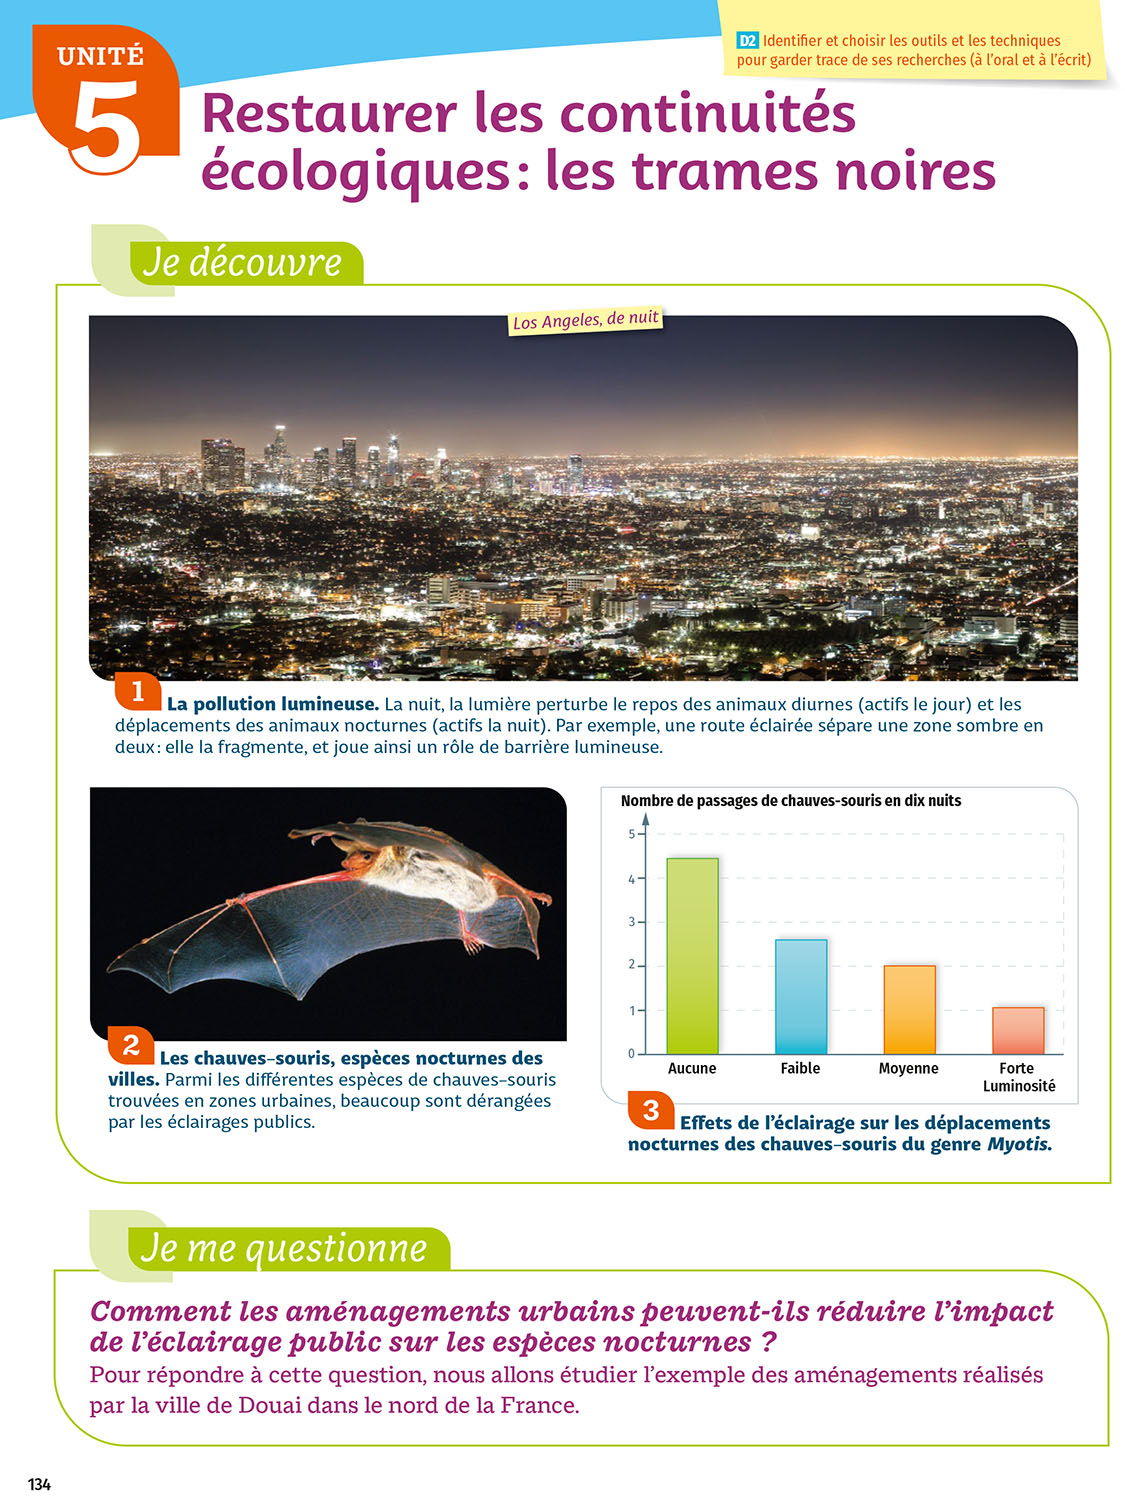 D2 Identifier et choisir les outils et les techniques
pour garder trace de ses recherches (à l'oral et à l'écrit)
UNITÉ
5
Restaurer les continuités
écologiques : les trames noires
Je découvre
Los Angeles, de nuit
1 La pollution lumineuse. La nuit, la lumière perturbe le repos des animaux diurnes (actifs le jour) et les
déplacements des animaux nocturnes (actifs la nuit). Par exemple, une route éclairée sépare une zone sombre en
deux : elle la fragmente, et joue ainsi un rôle de barrière lumineuse.
2 Les chauves-souris, espèces nocturnes des
villes. Parmi les différentes espèces de chauves-souris
trouvées en zones urbaines, beaucoup sont dérangées
par les éclairages publics.
Nombre de passages de chauves-souris en dix nuits
5
4
3
2
1
0
Aucune Faible Moyenne Forte
Luminosité
3 Effets de l'éclairage sur les déplacements
nocturnes des chauves-souris du genre Myotis.
Je me questionne
Comment les aménagements urbains peuvent-ils réduire l'impact
de l'éclairage public sur les espèces nocturnes ?
Pour répondre à cette question, nous allons étudier l'exemple des aménagements réalisés
par la ville de Douai dans le nord de la France.
134